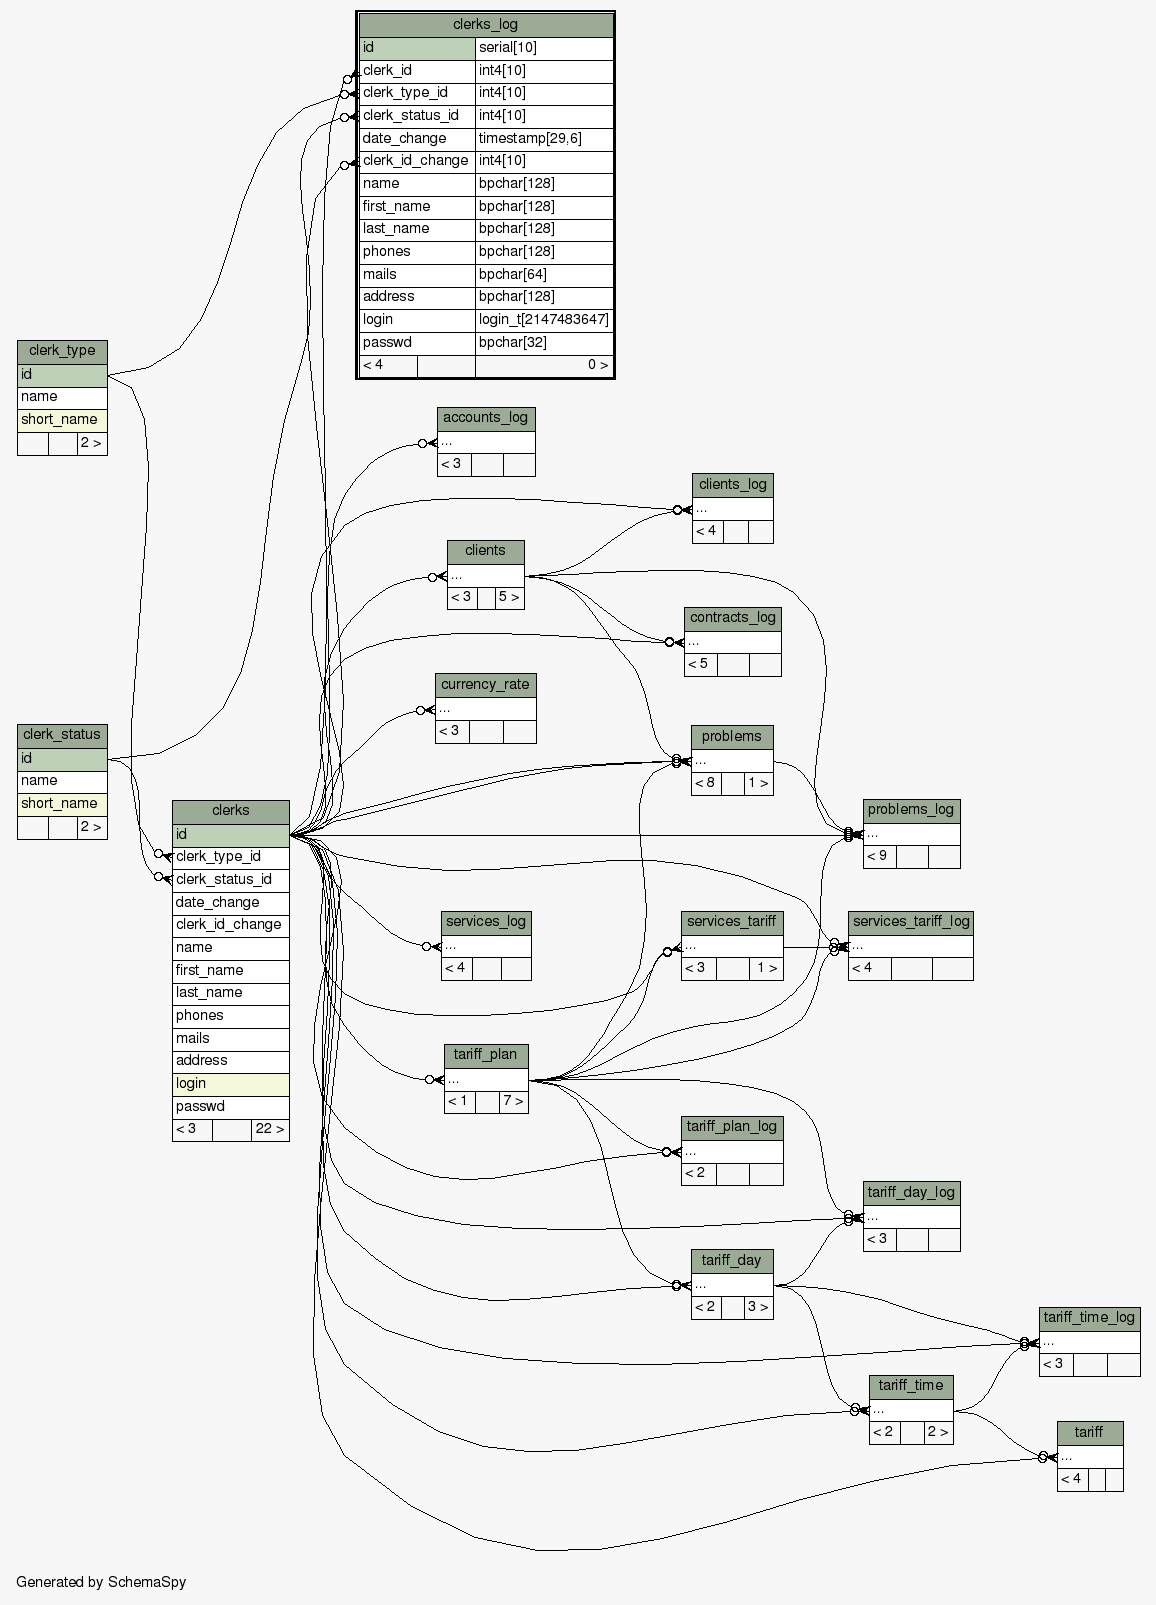 clerks_log
id serial[10]
clerk_id int4[10]
clerk_type_id int4[10]
clerk_status_id int4[10]
date_change timestamp[29,6]
clerk_id_change int4[10]
name bpchar[128]
first_name bpchar[128]
last_name bpchar[128]
phones bpchar[128]
mails bpchar[64]
address bpchar[128]
login login_t[2147483647]
passwd bpchar[32]
< 4 0 >
clerk_type
id
name
short_name
2 >
accounts_log
...
< 3
clients_log
...
< 4
clients
...
< 3 5 >
contracts_log
...
< 5
currency_rate
...
< 3
clerk_status
id
name
short_name
2 >
problems
...
< 8 1 >
clerks
id
clerk_type_id
clerk_status_id
date_change
clerk_id_change
name
first_name
last_name
phones
mails
address
login
passwd
< 3 22 >
problems_log
...
< 9
services_log
...
< 4
services_tariff
...
< 3 1 >
services_tariff_log
...
< 4
tariff_plan
...
< 1 7 >
tariff_plan_log
...
< 2
tariff_day_log
...
< 3
tariff_day
...
< 2 3 >
tariff_time_log
...
< 3
tariff_time
...
< 2 2 >
tariff
...
< 4
Generated by SchemaSpy